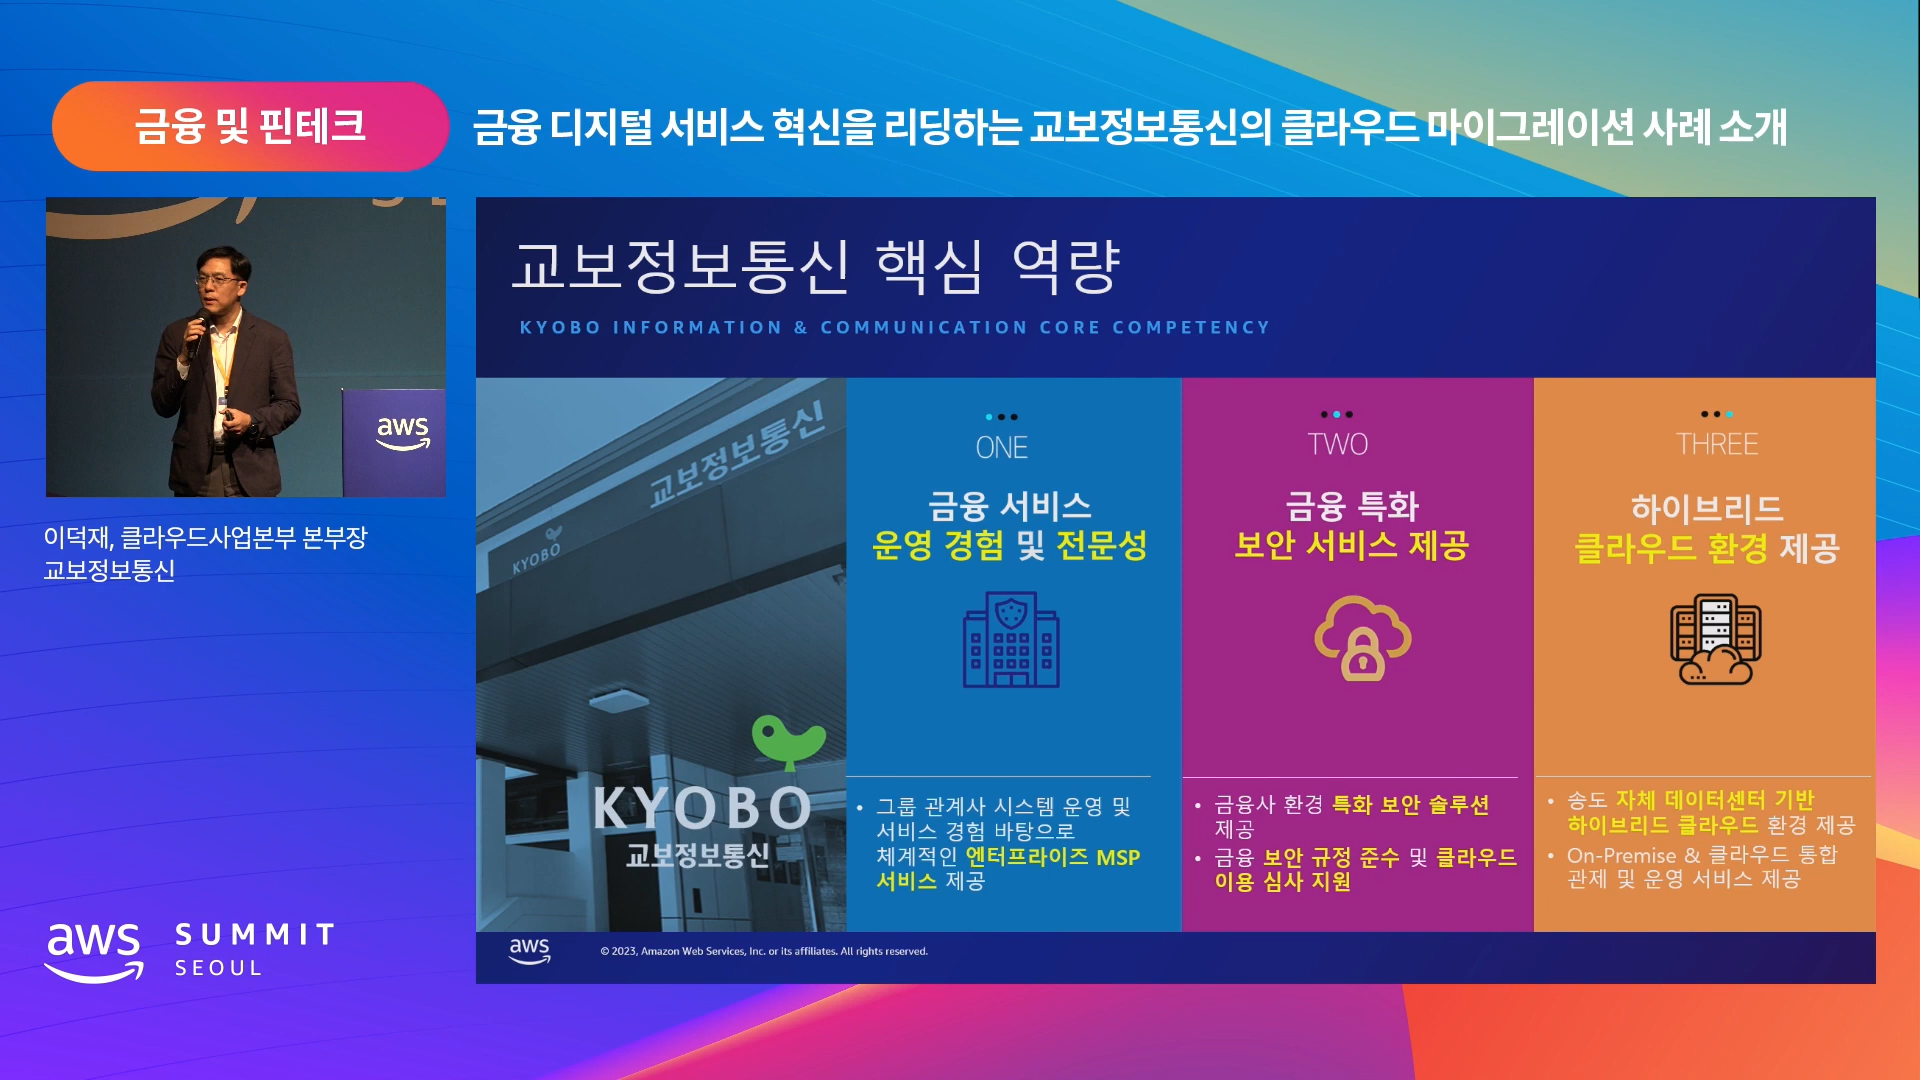 금융 및 핀테크
금융 디지털 서비스 혁신을 리딩하는 교보정보통신의 클라우드 마이그레이션 사례 소개
aws
이덕재, 클라우드사업본부 본부장
교보정보통신
aws SUMMIT
SEOUL
교보정보통신 핵심 역량
KYOBO INFORMATION & COMMUNICATION CORE COMPETENCY
교보정보통신
KYOBO
KYOBO
교보정보통신
ONE
금융 서비스
운영 경험 및 전문성
• 그룹 관계사 시스템 운영 및
서비스 경험 바탕으로
체계적인 엔터프라이즈 MSP
서비스 제공
TWO
금융 특화
보안 서비스 제공
• 금융사 환경 특화 보안 솔루션
제공
• 금융 보안 규정 준수 및 클라우드
이용 심사 지원
THREE
하이브리드
클라우드 환경 제공
• 송도 자체 데이터센터 기반
하이브리드 클라우드 환경 제공
• On-Premise & 클라우드 통합
관제 및 운영 서비스 제공
aws
© 2023, Amazon Web Services, Inc. or its affiliates. All rights reserved.